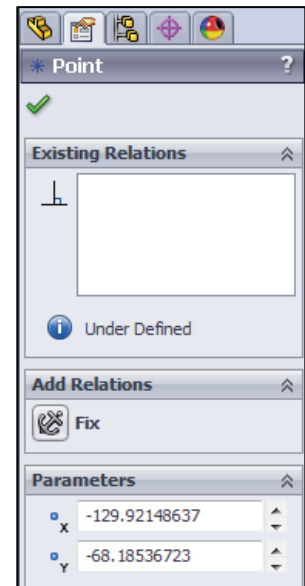 * Point ?
Existing Relations
Under Defined
Add Relations
Fix
Parameters
X -129.92148637
Y -68.18536723